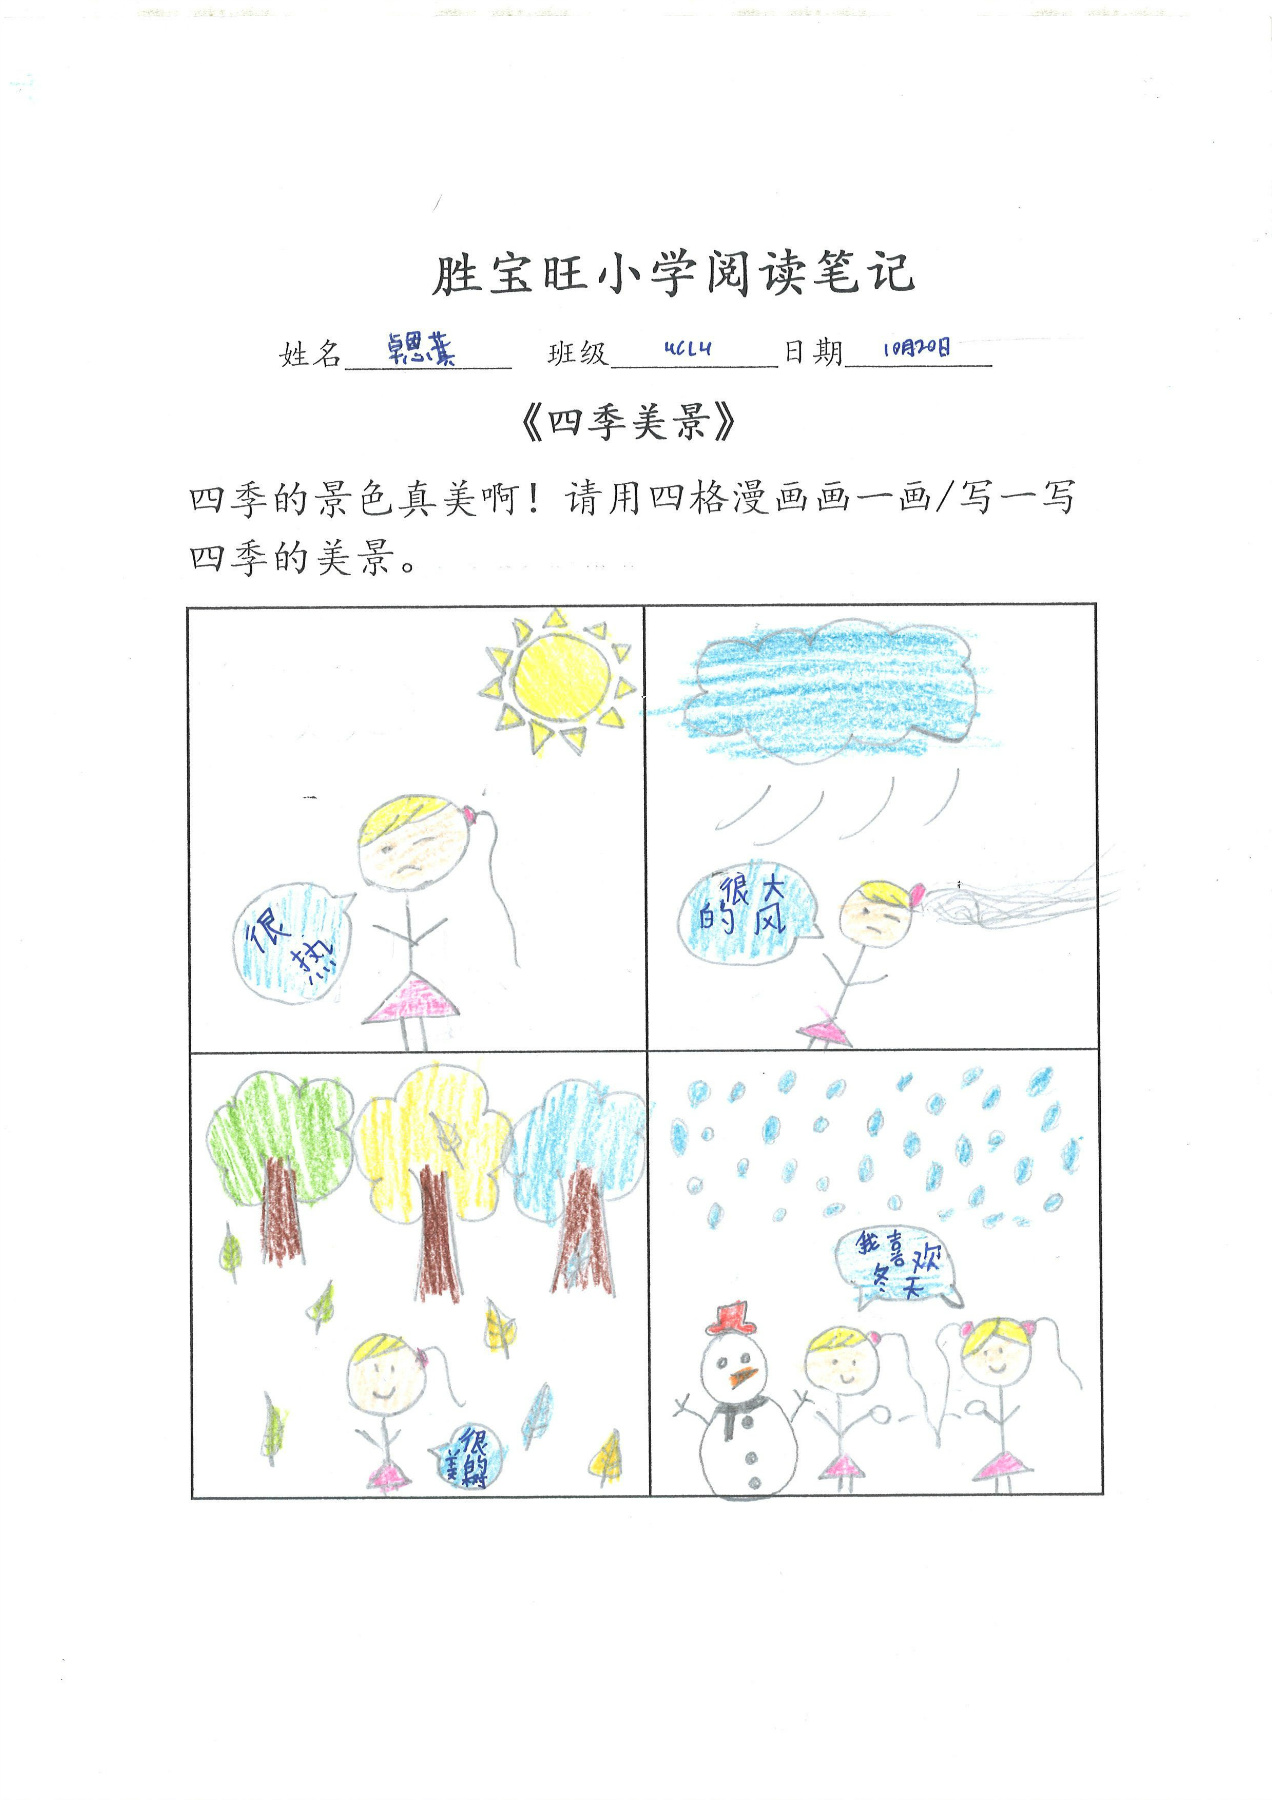 胜宝旺小学阅读笔记
姓名 卓思蓂 班级 4CL4 日期 10月20日
《四季美景》
四季的景色真美啊！请用四格漫画画一画/写一写
四季的美景。
很
热
很大
的风
很
美的
树
我喜欢
冬天